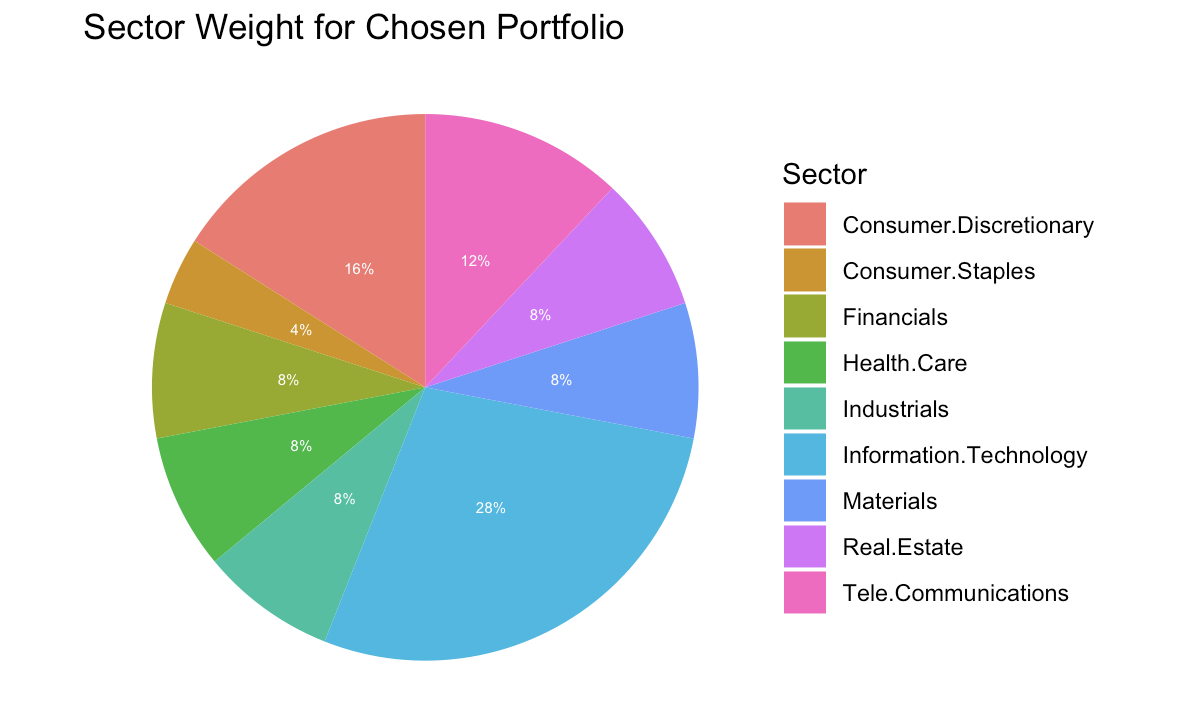 Sector Weight for Chosen Portfolio
16%
12%
4%
8%
8%
8%
8%
8%
28%
Sector
Consumer.Discretionary
Consumer.Staples
Financials
Health.Care
Industrials
Information.Technology
Materials
Real.Estate
Tele.Communications